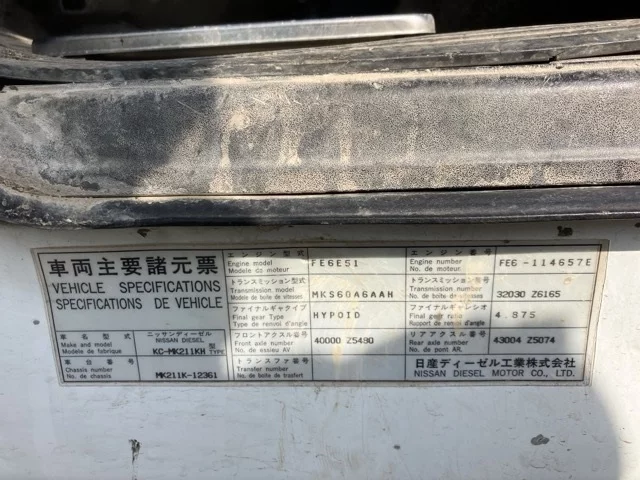 車両主要諸元票
VEHICLE SPECIFICATIONS
SPECIFICATIONS DE VEHICLE
車名型式
Make and model
Modele de fabrique
ニッサンディーゼル
NISSAN DIESEL
KC-MK211KH 型式 TYPE
車台番号
Chassis number
No. de chassis
MK211K-12361
エンジン型式
Engine model
Modele de moteur
FE6E51
トランスミッション型式
Transmission model
Modele de boite de vitesses
MKS60A6AAH
ファイナルギヤタイプ
Final gear Type
Type de renvoi d'angle
HYPOID
フロントアクスル番号
Front axle number
No. de essieu AV
40000 Z5490
トランスファ番号
Transfer number
No. de boite de trasfert
エンジン番号
Engine number
No. de moteur
FE6-114657E
トランスミッション番号
Transmission number
No. de boite de vitesses
32030 Z6165
ファイナルギヤレシオ
Final gear ratio
Rapport de renvoi d'angle
4.875
リヤアクスル番号
Rear axle number
No. de pont AR.
43004 Z5074
日産ディーゼル工業株式会社
NISSAN DIESEL MOTOR CO., LTD.